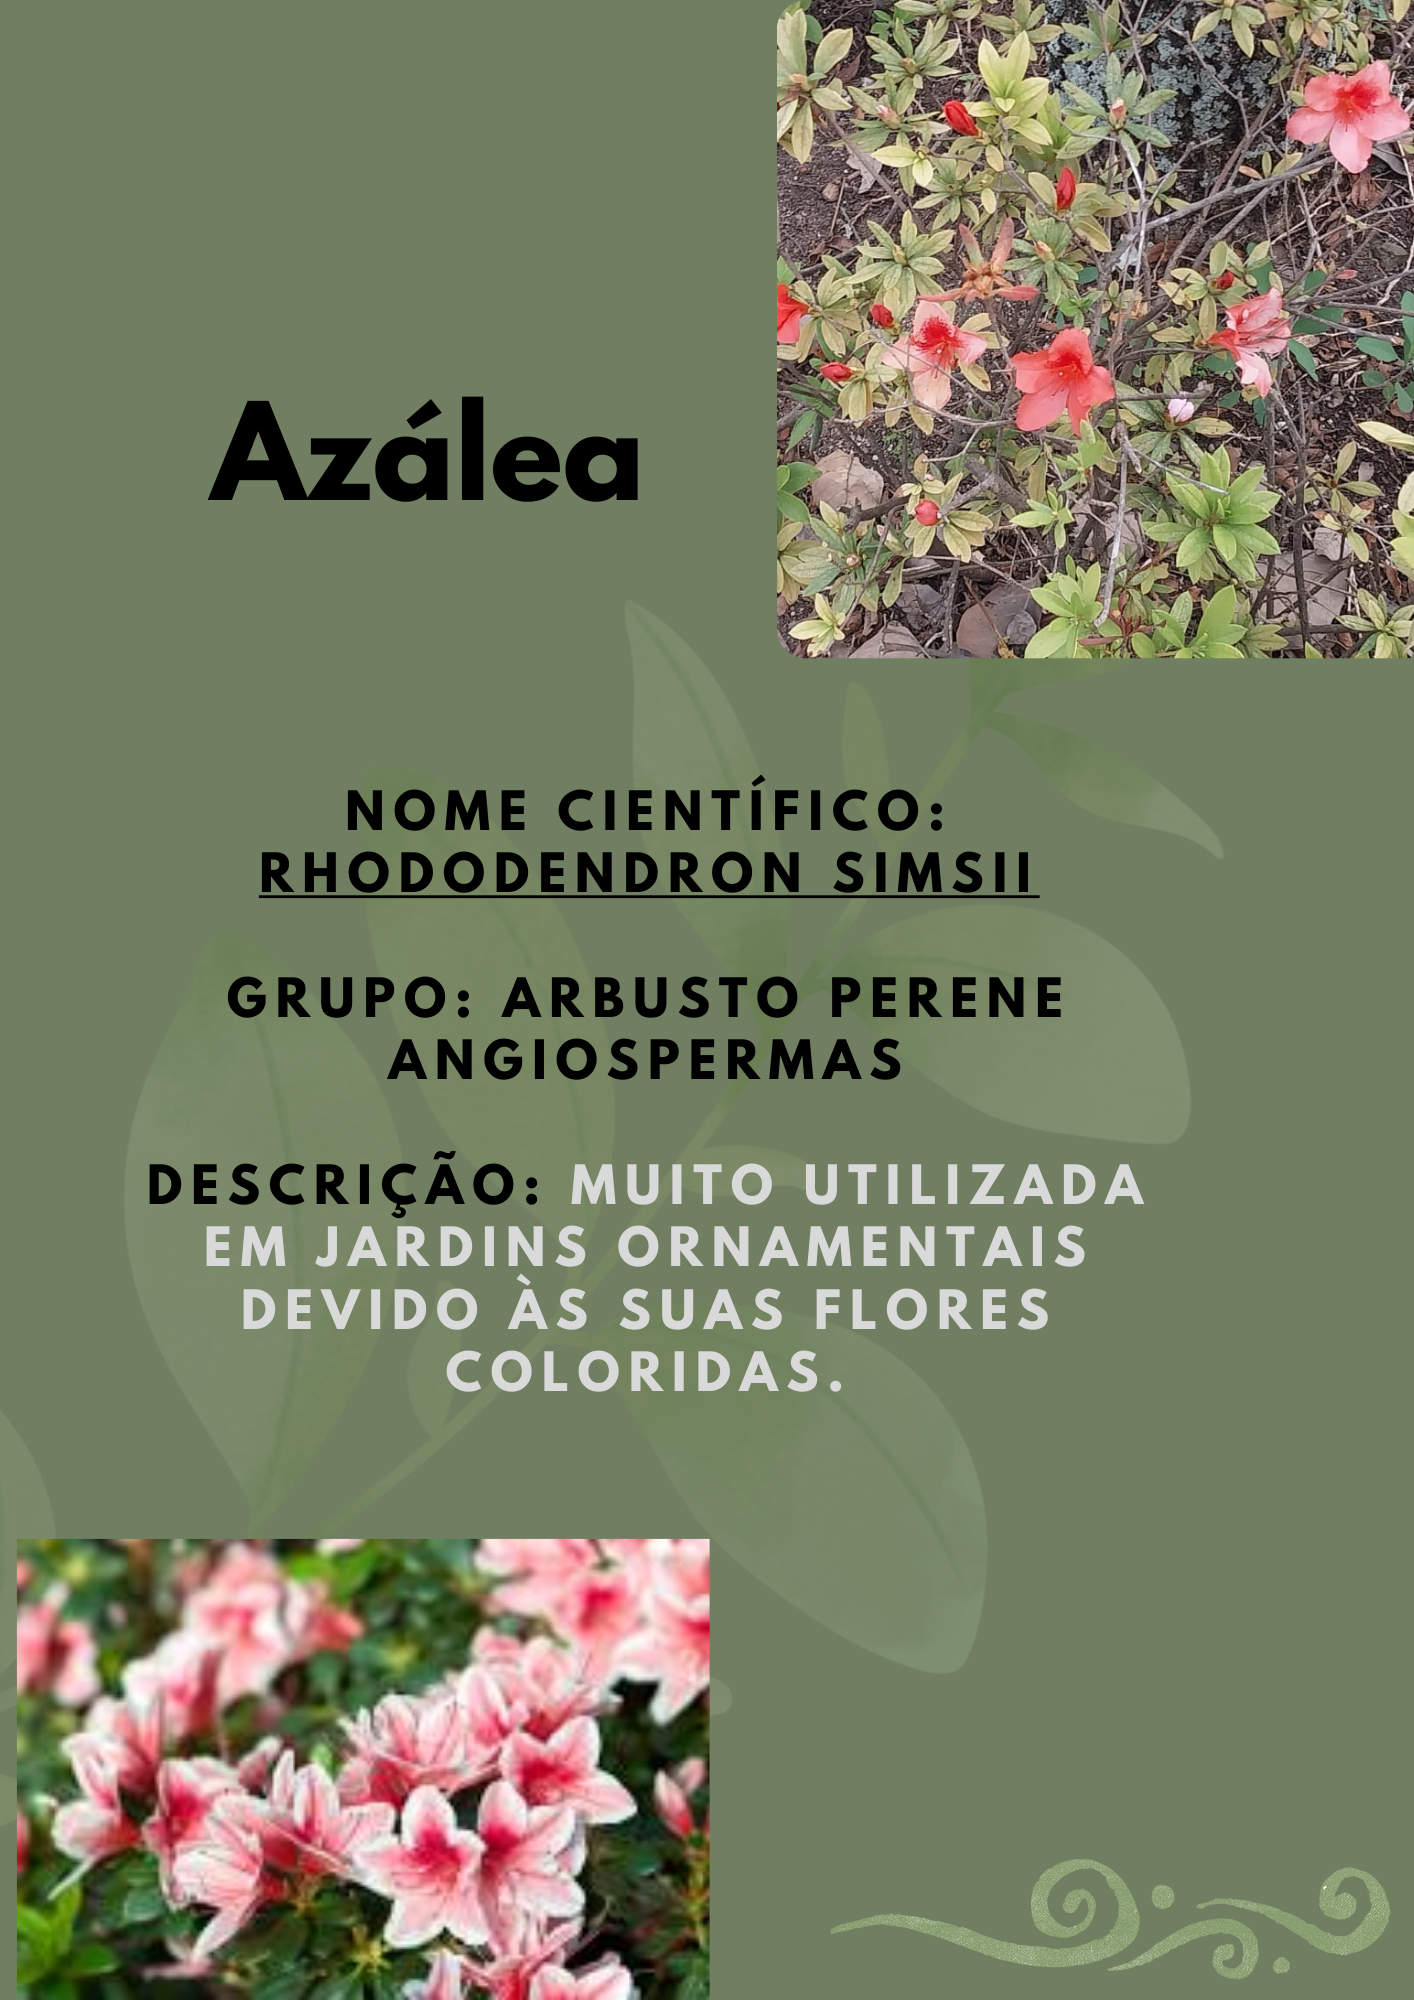 Azálea
NOME CIENTÍFICO:
RHODODENDRON SIMSII
GRUPO: ARBUSTO PERENE
ANGIOSPERMAS
DESCRIÇÃO: MUITO UTILIZADA
EM JARDINS ORNAMENTAIS
DEVIDO ÀS SUAS FLORES
COLORIDAS.